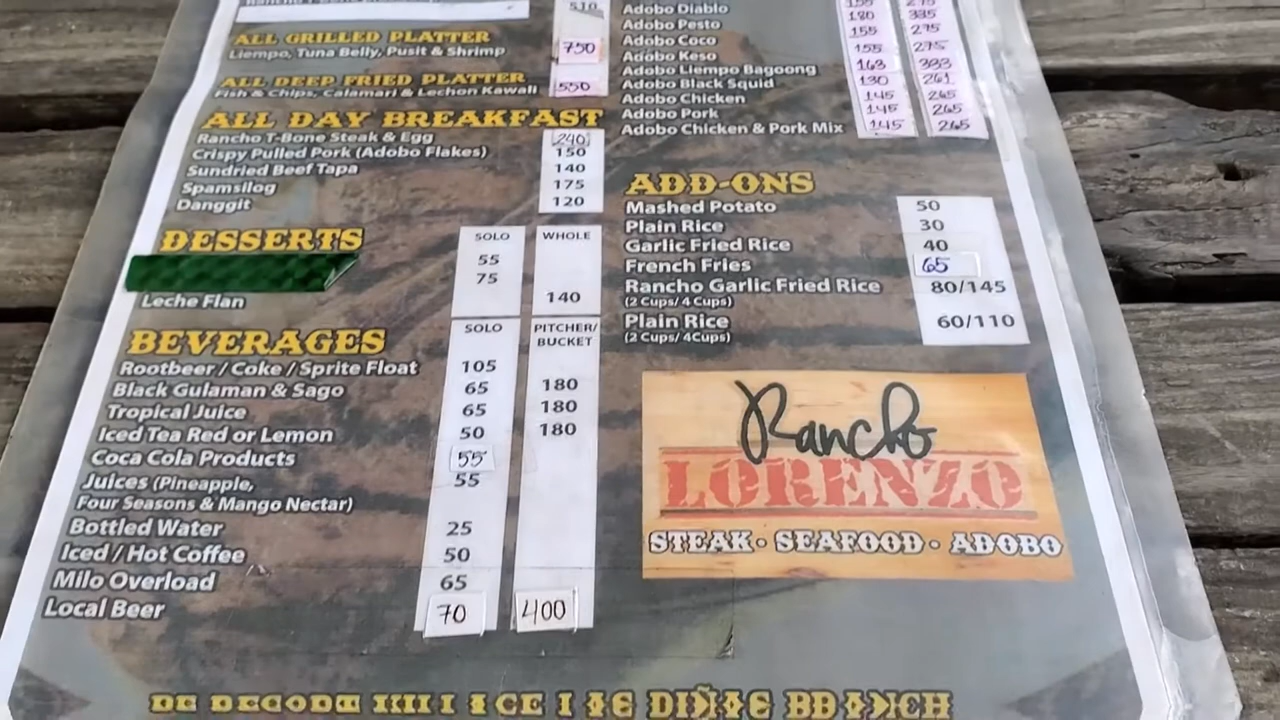 510
ALL GRILLED PLATTER
Liempo, Tuna Belly, Pusit & Shrimp 750
ALL DEEP FRIED PLATTER
Fish & Chips, Calamari & Lechon Kawali 550
ALL DAY BREAKFAST
Rancho T-Bone Steak & Egg 240
Crispy Pulled Pork (Adobo Flakes) 150
Sundried Beef Tapa 140
Spamsilog 175
Danggit 120
DESSERTS SOLO WHOLE
55
75
Leche Flan 140
BEVERAGES SOLO PITCHER/
BUCKET
Rootbeer / Coke / Sprite Float 105
Black Gulaman & Sago 65 180
Tropical Juice 65 180
Iced Tea Red or Lemon 50 180
Coca Cola Products 55
Juices (Pineapple, 55
Four Seasons & Mango Nectar)
Bottled Water 25
Iced / Hot Coffee 50
Milo Overload 65
Local Beer 70 400
Adobo Diablo 155 275
Adobo Pesto 180 335
Adobo Coco 155 275
Adobo Keso 155 275
Adobo Liempo Bagoong 163 333
Adobo Black Squid 130 261
Adobo Chicken 145 265
Adobo Pork 145 265
Adobo Chicken & Pork Mix 145 265
ADD-ONS
Mashed Potato 50
Plain Rice 30
Garlic Fried Rice 40
French Fries 65
Rancho Garlic Fried Rice 80/145
(2 Cups/ 4 Cups)
Plain Rice 60/110
(2 Cups/ 4Cups)
Rancho
LORENZO
STEAK · SEAFOOD · ADOBO
BRANCH